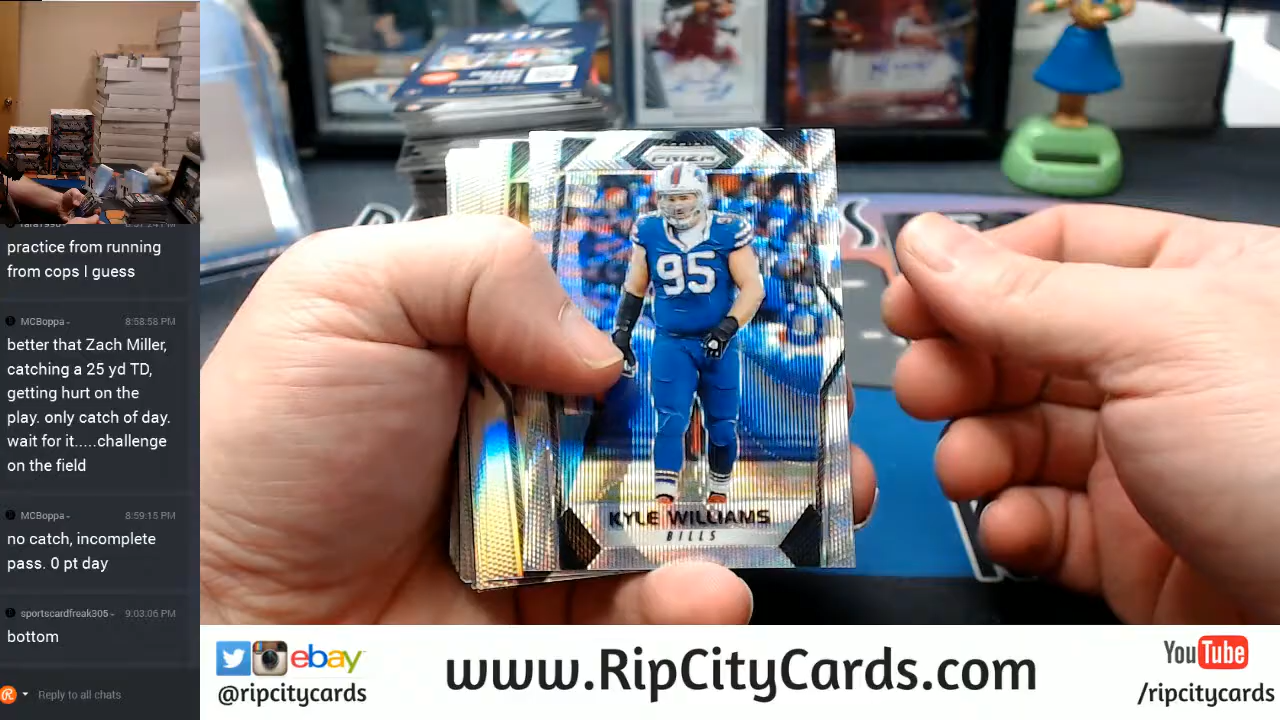 practice from running
from cops I guess
MCBoppa-
8:58:58 PM
better that Zach Miller,
catching a 25 yd TD,
getting hurt on the
play. only catch of day.
wait for it.....challenge
on the field
MCBoppa-
8:59:15 PM
no catch, incomplete
pass. 0 pt day
sportscardfreak305-
9:03:06 PM
bottom
Reply to all chats
PRIZM
95
KYLE WILLIAMS
BILLS
ebay
@ripcitycards
www.RipCityCards.com
YouTube
/ripcitycards